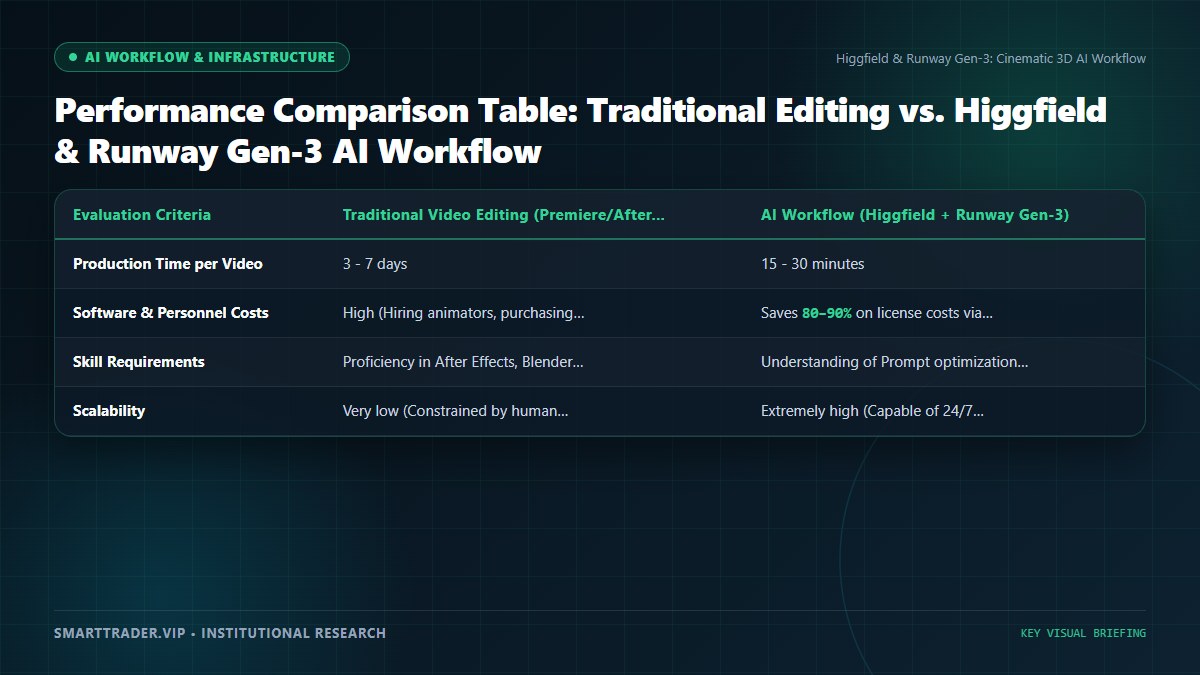 AI WORKFLOW & INFRASTRUCTURE
Higgfield & Runway Gen-3: Cinematic 3D AI Workflow
Performance Comparison Table: Traditional Editing vs. Higgfield
& Runway Gen-3 AI Workflow
Evaluation Criteria Traditional Video Editing (Premiere/After... AI Workflow (Higgfield + Runway Gen-3)
Production Time per Video 3 - 7 days 15 - 30 minutes
Software & Personnel Costs High (Hiring animators, purchasing... Saves 80–90% on license costs via...
Skill Requirements Proficiency in After Effects, Blender... Understanding of Prompt optimization...
Scalability Very low (Constrained by human... Extremely high (Capable of 24/7...
SMARTTRADER.VIP • INSTITUTIONAL RESEARCH
KEY VISUAL BRIEFING